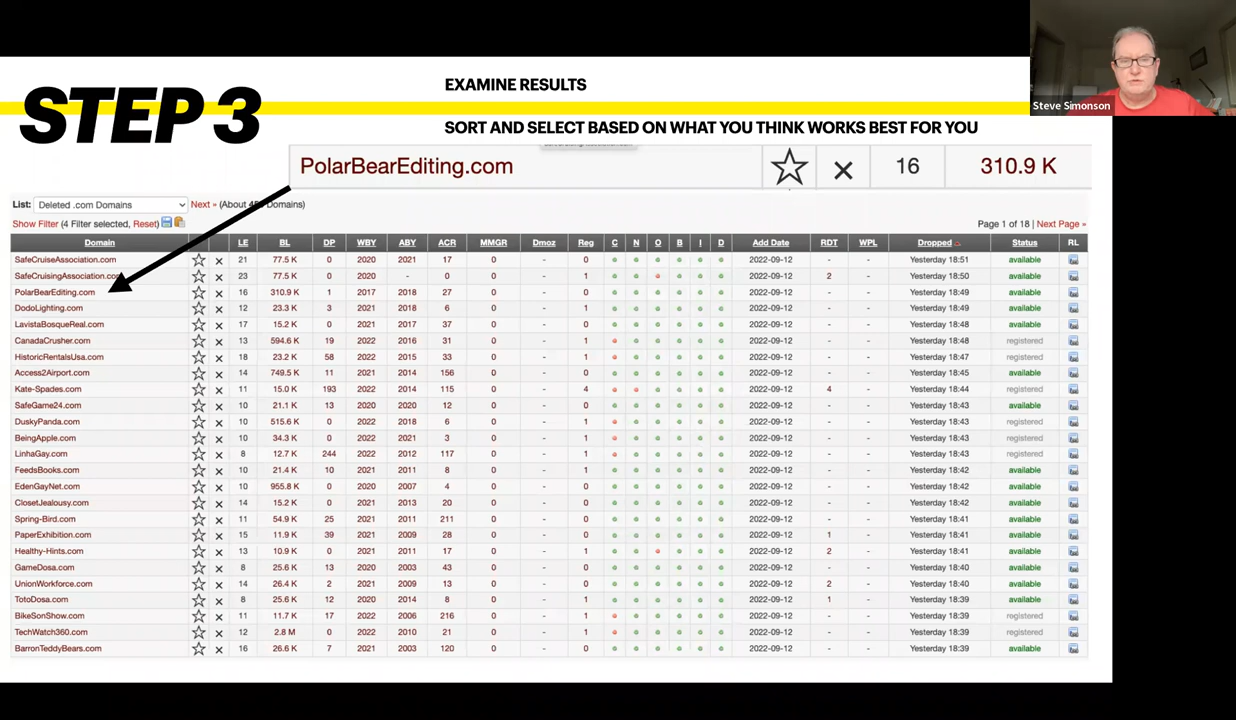 STEP 3
EXAMINE RESULTS
SORT AND SELECT BASED ON WHAT YOU THINK WORKS BEST FOR YOU
Steve Simonson
PolarBearEditing.com 16 310.9 K
List: Deleted .com Domains Next » (About Domains)
Show Filter (4 Filter selected, Reset) Page 1 of 18 | Next Page »
Domain LE BL DP WBY ABY ACR MMGR Dmoz Reg C N O B I D Add Date RDT WPL Dropped Status RL
SafeCruiseAssociation.com 21 77.5 K 0 2020 2021 17 0 - 0 2022-09-12 - - Yesterday 18:51 available
SafeCruisingAssociation.com 23 77.5 K 0 2020 - 0 0 - 1 2022-09-12 2 - Yesterday 18:50 available
PolarBearEditing.com 16 310.9 K 1 2017 2018 27 0 - 0 2022-09-12 - - Yesterday 18:49 available
DodoLighting.com 12 23.3 K 3 2021 2018 6 0 - 1 2022-09-12 - - Yesterday 18:49 available
LavistaBosqueReal.com 17 15.2 K 0 2021 2017 37 0 - 0 2022-09-12 - - Yesterday 18:48 available
CanadaCrusher.com 13 594.6 K 19 2022 2016 31 0 - 1 2022-09-12 - - Yesterday 18:48 registered
HistoricRentalsUsa.com 18 23.2 K 58 2022 2015 33 0 - 1 2022-09-12 - - Yesterday 18:47 registered
Access2Airport.com 14 749.5 K 11 2021 2014 156 0 - 0 2022-09-12 - - Yesterday 18:45 available
Kate-Spades.com 11 15.0 K 193 2022 2014 115 0 - 4 2022-09-12 4 - Yesterday 18:44 registered
SafeGame24.com 10 21.1 K 13 2020 2020 12 0 - 0 2022-09-12 - - Yesterday 18:43 available
DuskyPanda.com 10 515.6 K 0 2022 2018 6 0 - 1 2022-09-12 - - Yesterday 18:43 registered
BeingApple.com 10 34.3 K 0 2022 2021 3 0 - 1 2022-09-12 - - Yesterday 18:43 registered
LinhaGay.com 8 12.7 K 244 2022 2012 117 0 - 1 2022-09-12 - - Yesterday 18:43 registered
FeedsBooks.com 10 21.4 K 10 2021 2011 8 0 - 0 2022-09-12 - - Yesterday 18:42 available
EdenGayNet.com 10 955.8 K 0 2020 2007 4 0 - 0 2022-09-12 - - Yesterday 18:42 available
ClosetJealousy.com 14 15.2 K 0 2021 2013 20 0 - 0 2022-09-12 - - Yesterday 18:42 available
Spring-Bird.com 11 54.9 K 25 2021 2011 211 0 - 0 2022-09-12 - - Yesterday 18:41 available
PaperExhibition.com 15 11.9 K 39 2021 2009 28 0 - 0 2022-09-12 1 - Yesterday 18:41 available
Healthy-Hints.com 13 10.9 K 0 2021 2011 17 0 - 1 2022-09-12 2 - Yesterday 18:41 available
GameDosa.com 8 25.6 K 13 2020 2003 43 0 - 0 2022-09-12 - - Yesterday 18:40 available
UnionWorkforce.com 14 26.4 K 2 2021 2009 13 0 - 0 2022-09-12 2 - Yesterday 18:40 available
TotoDosa.com 8 25.6 K 12 2020 2014 8 0 - 1 2022-09-12 1 - Yesterday 18:39 available
BikeSonShow.com 11 11.7 K 17 2022 2006 216 0 - 1 2022-09-12 - - Yesterday 18:39 registered
TechWatch360.com 12 2.8 M 0 2022 2010 21 0 - 1 2022-09-12 - - Yesterday 18:39 registered
BarronTeddyBears.com 16 26.6 K 7 2021 2003 120 0 - 0 2022-09-12 - - Yesterday 18:39 available